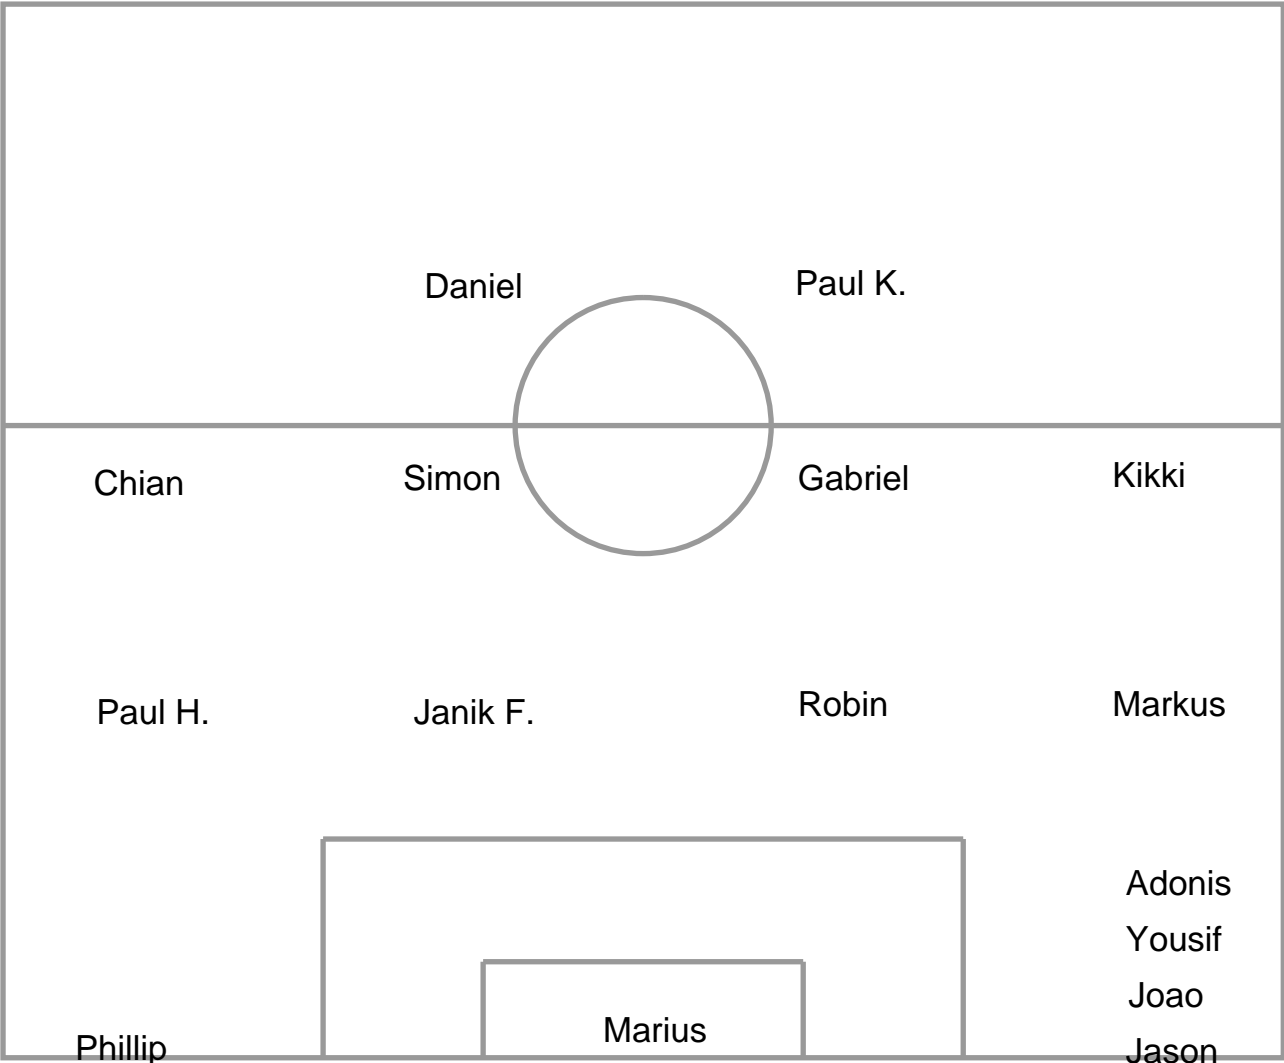 Daniel Paul K.
Chian Simon Gabriel Kikki
Paul H. Janik F. Robin Markus
Adonis
Yousif
Joao
Marius
Phillip Jason